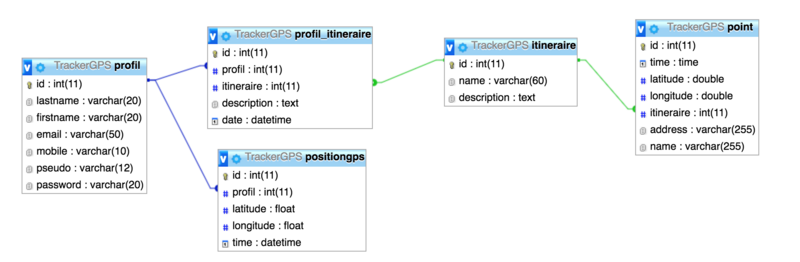 TrackerGPS profil
id : int(11)
lastname : varchar(20)
firstname : varchar(20)
email : varchar(50)
mobile : varchar(10)
pseudo : varchar(12)
password : varchar(20)
TrackerGPS profil_itineraire
id : int(11)
profil : int(11)
itineraire : int(11)
description : text
date : datetime
TrackerGPS positiongps
id : int(11)
profil : int(11)
latitude : float
longitude : float
time : datetime
TrackerGPS itineraire
id : int(11)
name : varchar(60)
description : text
TrackerGPS point
id : int(11)
time : time
latitude : double
longitude : double
itineraire : int(11)
address : varchar(255)
name : varchar(255)